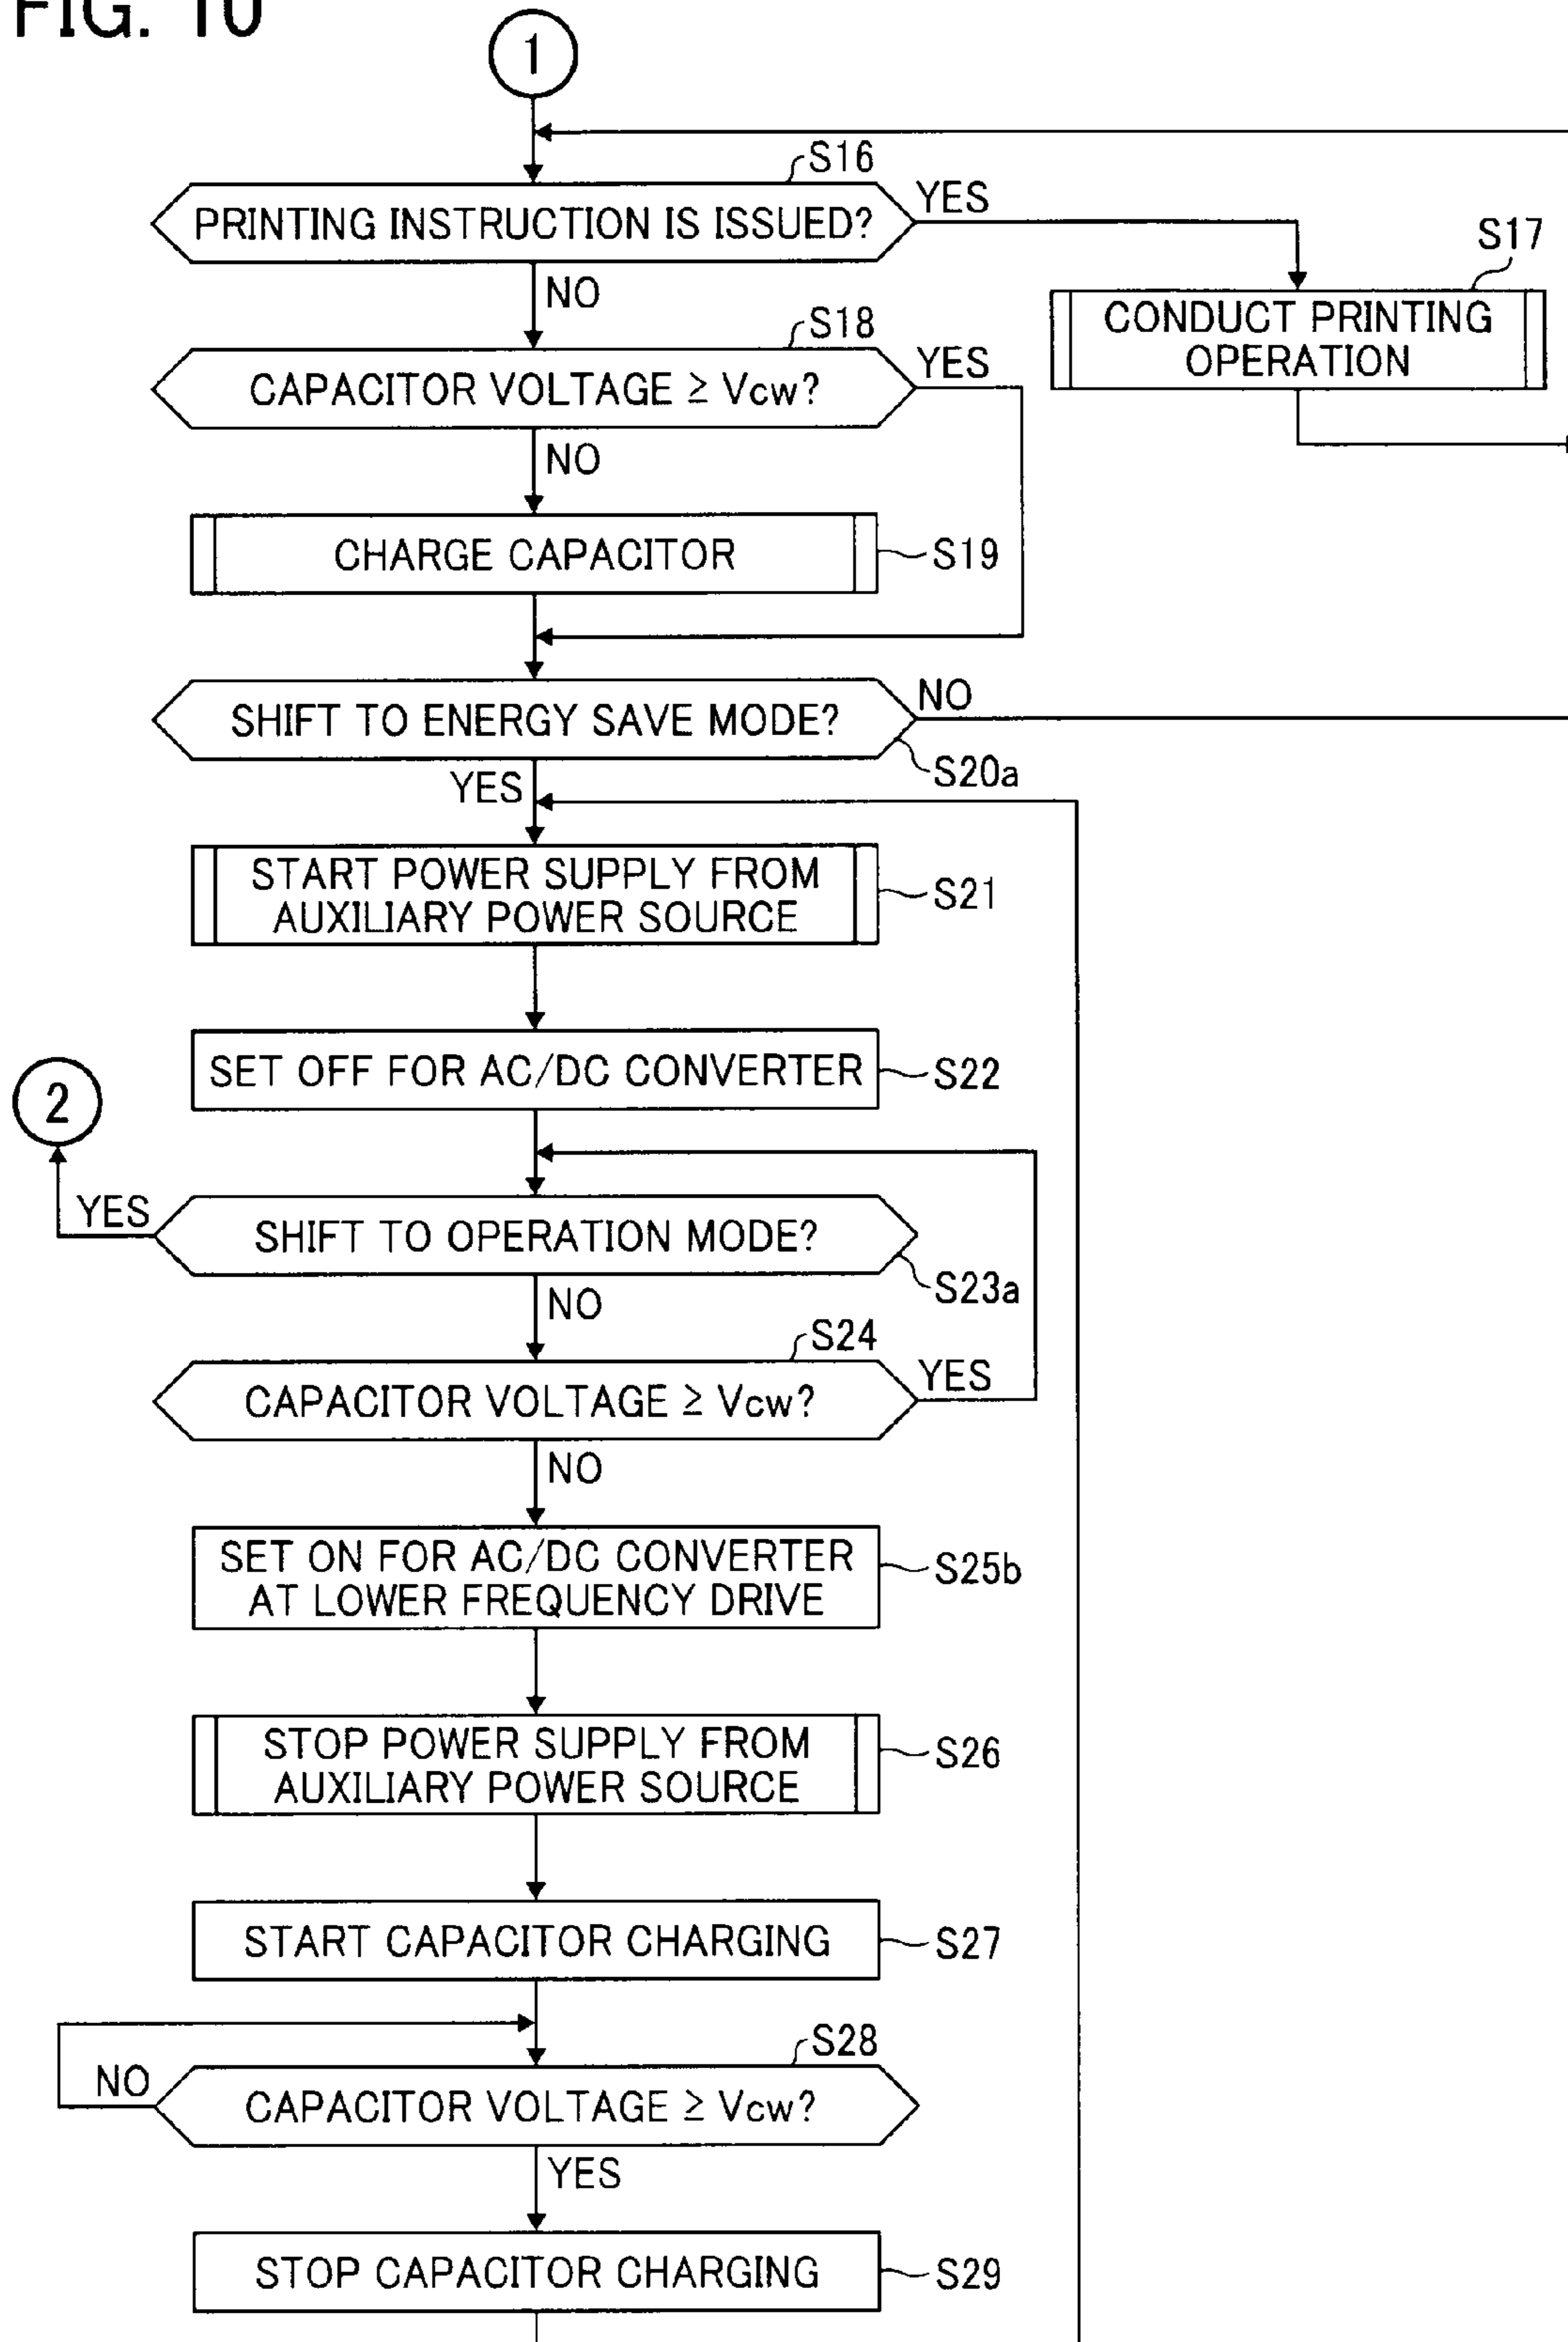 FIG. 10
1
S16
PRINTING INSTRUCTION IS ISSUED?
YES
NO
S17
CONDUCT PRINTING
OPERATION
S18
CAPACITOR VOLTAGE ≥ Vcw?
YES
NO
CHARGE CAPACITOR
S19
SHIFT TO ENERGY SAVE MODE?
NO
S20a
YES
START POWER SUPPLY FROM
AUXILIARY POWER SOURCE
S21
SET OFF FOR AC/DC CONVERTER
S22
2
YES
SHIFT TO OPERATION MODE?
S23a
NO
S24
CAPACITOR VOLTAGE ≥ Vcw?
YES
NO
SET ON FOR AC/DC CONVERTER
AT LOWER FREQUENCY DRIVE
S25b
STOP POWER SUPPLY FROM
AUXILIARY POWER SOURCE
S26
START CAPACITOR CHARGING
S27
S28
NO
CAPACITOR VOLTAGE ≥ Vcw?
YES
STOP CAPACITOR CHARGING
S29